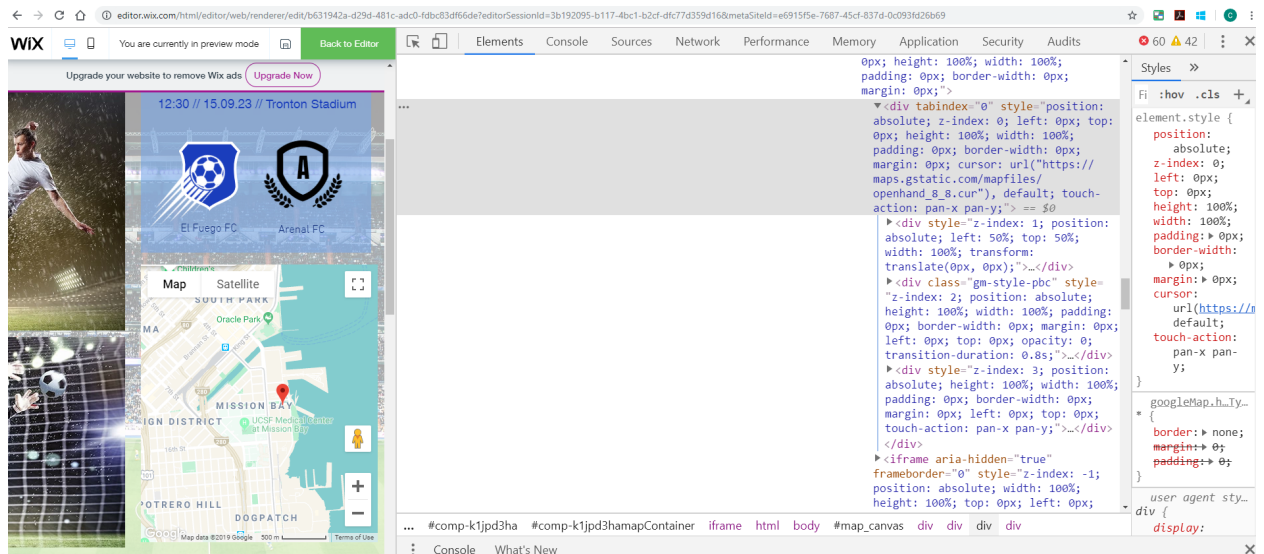 editor.wix.com/html/editor/web/renderer/edit/b631942a-d29d-481c-adc0-fdbc83df66de?editorSessionId=3b192095-b117-4bc1-b2cf-dfc77d359d16&metaSiteId=e6915f5e-7687-45cf-837d-0c093fd26b69
C
WiX
You are currently in preview mode
Back to Editor
Upgrade your website to remove Wix ads
Upgrade Now
12:30 // 15.09.23 // Tronton Stadium
A
El Fuego FC
Arenal FC
Children's
Map
Satellite
SOUTH PARK
Oracle Park
MA
80
Brannan St
MISSION BAY
IGN DISTRICT
UCSF Medical Center
at Mission Bay
16th St
280
101
POTRERO HILL
DOGPATCH
Google
Map data ©2019 Google
500 m
Terms of Use
Elements
Console
Sources
Network
Performance
Memory
Application
Security
Audits
60
42
0px; height: 100%; width: 100%;
padding: 0px; border-width: 0px;
margin: 0px;">
...
<div tabindex="0" style="position:
absolute; z-index: 0; left: 0px; top:
0px; height: 100%; width: 100%;
padding: 0px; border-width: 0px;
margin: 0px; cursor: url("https://
maps.gstatic.com/mapfiles/
openhand_8_8.cur"), default; touch-
action: pan-x pan-y;"> == $0
<div style="z-index: 1; position:
absolute; left: 50%; top: 50%;
width: 100%; transform:
translate(0px, 0px);">…</div>
<div class="gm-style-pbc" style=
"z-index: 2; position: absolute;
height: 100%; width: 100%; padding:
0px; border-width: 0px; margin: 0px;
left: 0px; top: 0px; opacity: 0;
transition-duration: 0.8s;">…</div>
<div style="z-index: 3; position:
absolute; height: 100%; width: 100%;
padding: 0px; border-width: 0px;
margin: 0px; left: 0px; top: 0px;
touch-action: pan-x pan-y;">…</div>
</div>
<iframe aria-hidden="true"
frameborder="0" style="z-index: -1;
position: absolute; width: 100%;
height: 100%; top: 0px; left: 0px;
... #comp-k1jpd3ha #comp-k1jpd3hamapContainer iframe html body #map_canvas div div div div
Console
What's New
Styles
Fi :hov .cls +
element.style {
position:
absolute;
z-index: 0;
left: 0px;
top: 0px;
height: 100%;
width: 100%;
padding: 0px;
border-width:
0px;
margin: 0px;
cursor:
url(https://m
default;
touch-action:
pan-x pan-
y;
}
googleMap.h…Ty…
* {
border: none;
margin: 0;
padding: 0;
}
user agent sty…
div {
display: